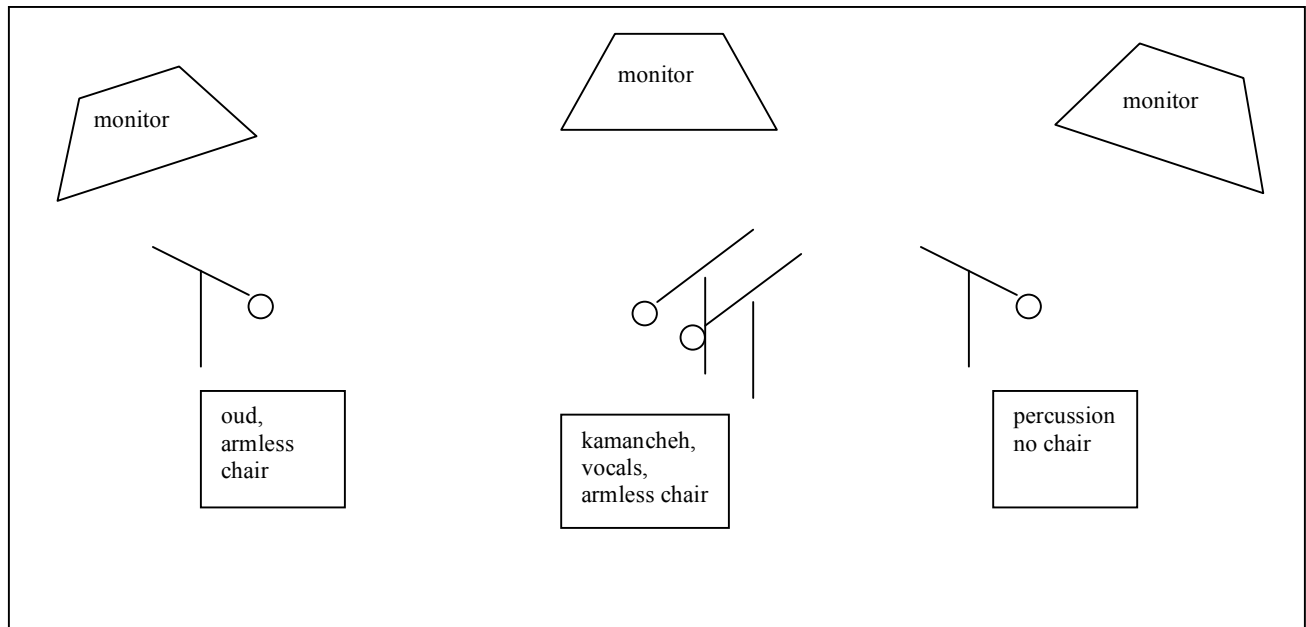 monitor
monitor
monitor
oud,
armless
chair
kamancheh,
vocals,
armless chair
percussion
no chair